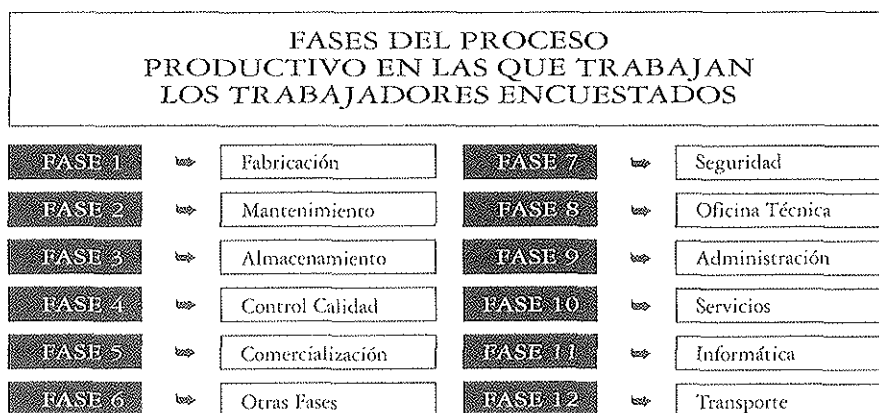 FASES DEL PROCESO
PRODUCTIVO EN LAS QUE TRABAJAN
LOS TRABAJADORES ENCUESTADOS
FASE 1 Fabricación
FASE 2 Mantenimiento
FASE 3 Almacenamiento
FASE 4 Control Calidad
FASE 5 Comercialización
FASE 6 Otras Fases
FASE 7 Seguridad
FASE 8 Oficina Técnica
FASE 9 Administración
FASE 10 Servicios
FASE 11 Informática
FASE 12 Transporte